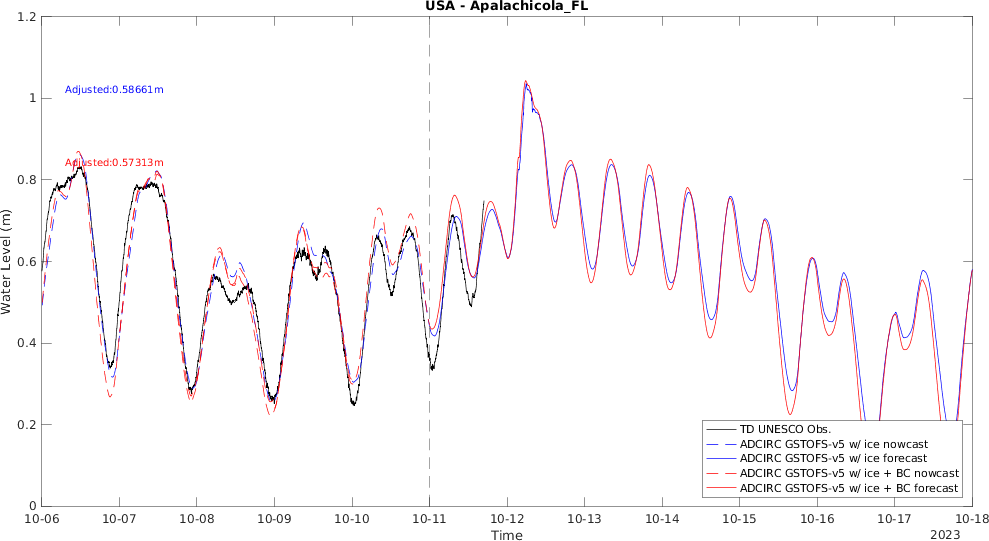 USA - Apalachicola_FL
1.2
1
0.8
0.6
0.4
0.2
0
Water Level (m)
Adjusted:0.58661m
Adjusted:0.57313m
TD UNESCO Obs.
ADCIRC GSTOFS-v5 w/ ice nowcast
ADCIRC GSTOFS-v5 w/ ice forecast
ADCIRC GSTOFS-v5 w/ ice + BC nowcast
ADCIRC GSTOFS-v5 w/ ice + BC forecast
10-06 10-07 10-08 10-09 10-10 10-11 10-12 10-13 10-14 10-15 10-16 10-17 10-18
Time
2023